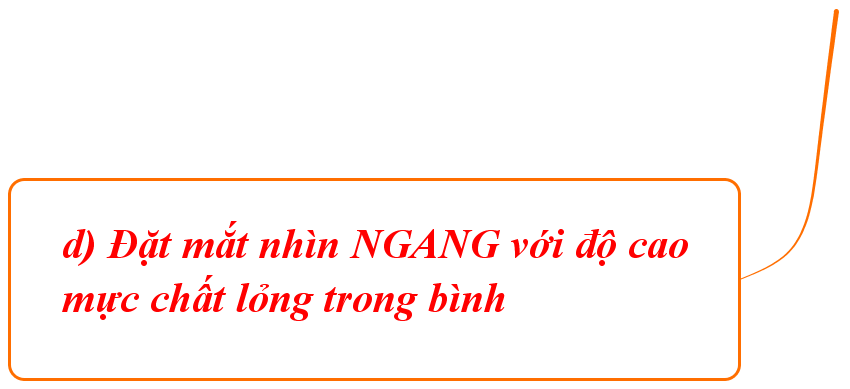 d) Đặt mắt nhìn NGANG với độ cao
mực chất lỏng trong bình